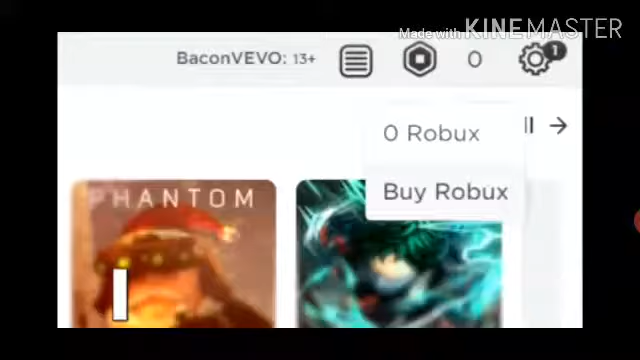 Made with KINEMASTER
BaconVEVO: 13+ 0 1
0 Robux
Buy Robux
PHANTOM